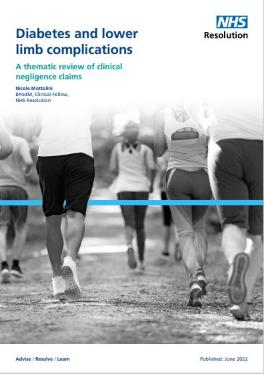 Diabetes and lower
limb complications
NHS
Resolution
A thematic review of clinical
negligence claims
Nicole Mottolini
BPodM, Clinical Fellow,
NHS Resolution
Advise / Resolve / Learn
Published: June 2022